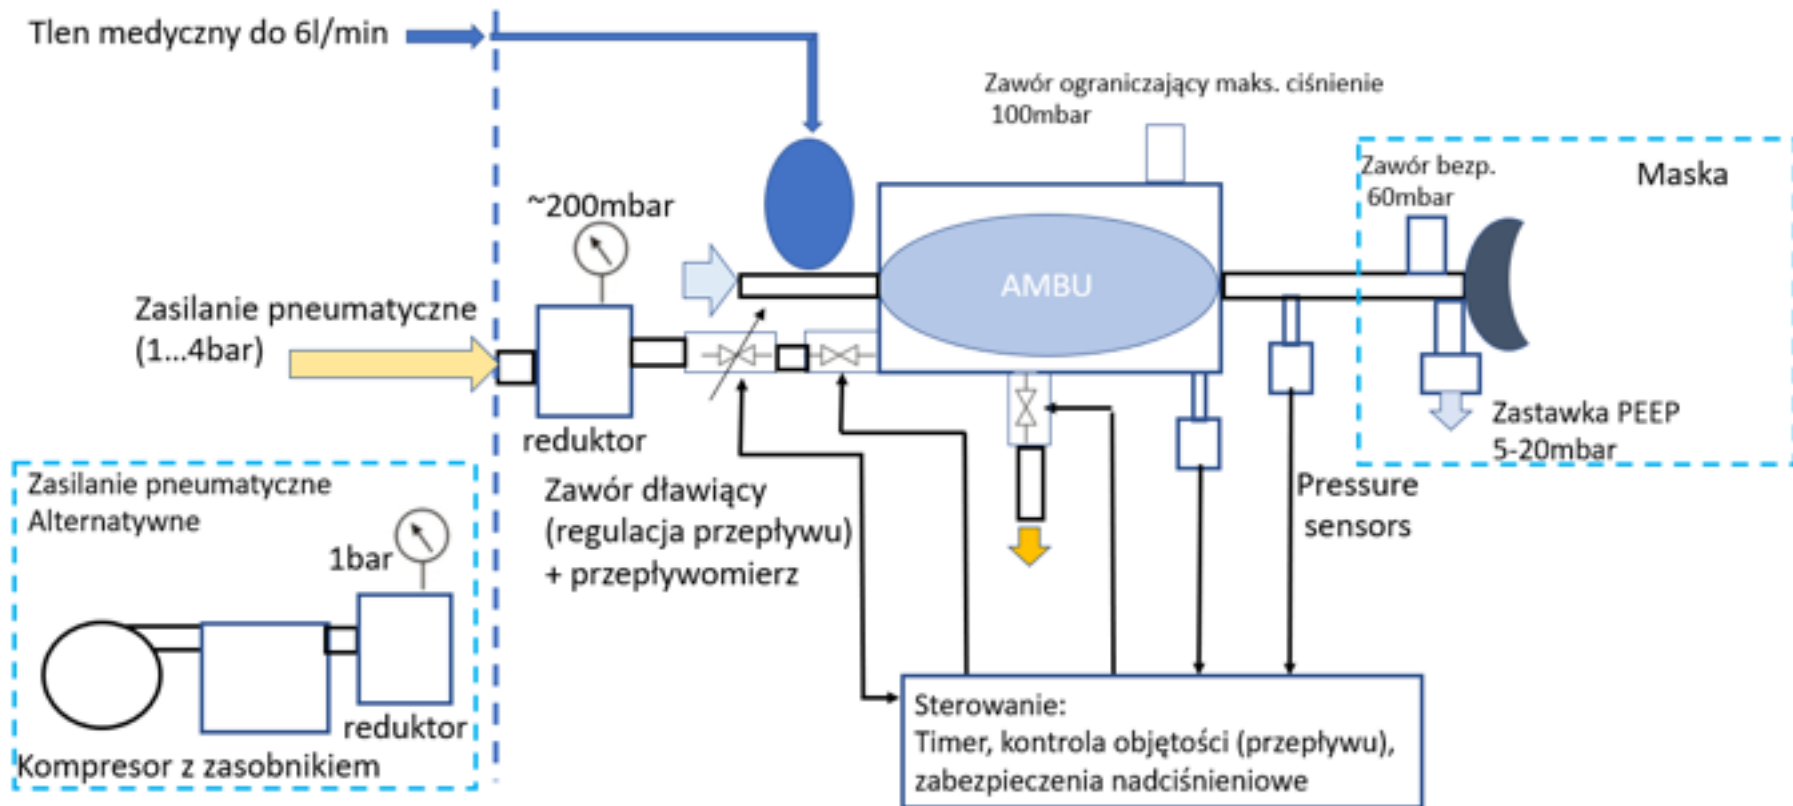 Tlen medyczny do 6l/min
Zawór ograniczający maks. ciśnienie
100mbar
Zawór bezp.
60mbar
Maska
~200mbar
AMBU
Zasilanie pneumatyczne
(1...4bar)
reduktor
Zastawka PEEP
5-20mbar
Zasilanie pneumatyczne
Alternatywne
1bar
reduktor
Kompresor z zasobnikiem
Zawór dławiący
(regulacja przepływu)
+ przepływomierz
Pressure
sensors
Sterowanie:
Timer, kontrola objętości (przepływu),
zabezpieczenia nadciśnieniowe